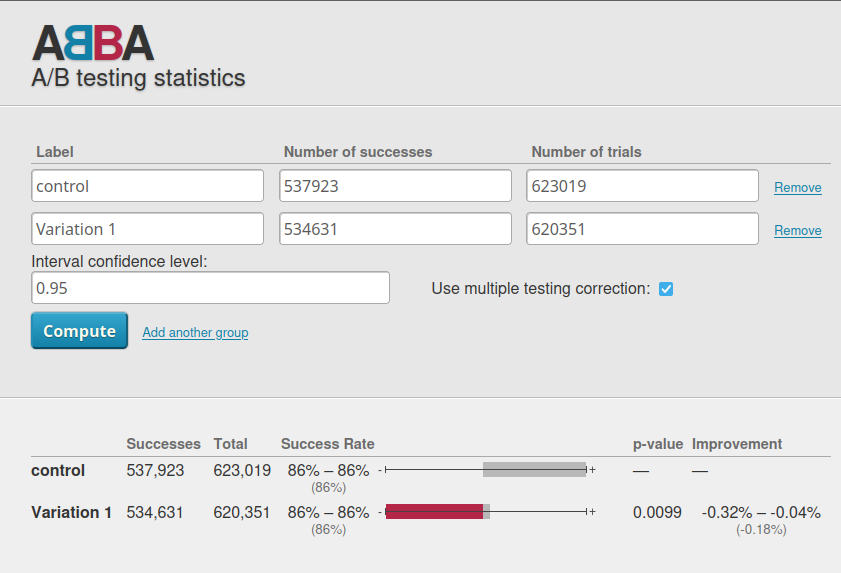 ABBA
A/B testing statistics
Label Number of successes Number of trials
control 537923 623019 Remove
Variation 1 534631 620351 Remove
Interval confidence level:
0.95 Use multiple testing correction:
Compute Add another group
Successes Total Success Rate p-value Improvement
control 537,923 623,019 86% – 86% - + — —
(86%)
Variation 1 534,631 620,351 86% – 86% - + 0.0099 -0.32% – -0.04%
(86%) (-0.18%)